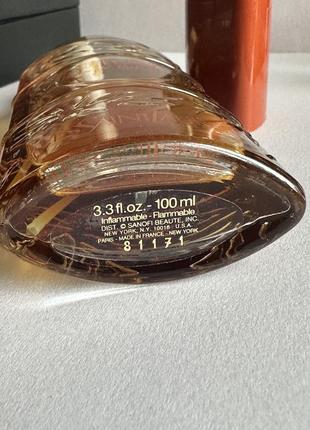 3.3 fl.oz. - 100 ml
Inflammable - Flammable
DIST. © SANOFI BEAUTE, INC.
NEW YORK, N.Y. 10018 - U.S.A.
PARIS - MADE IN FRANCE - NEW YORK
81171